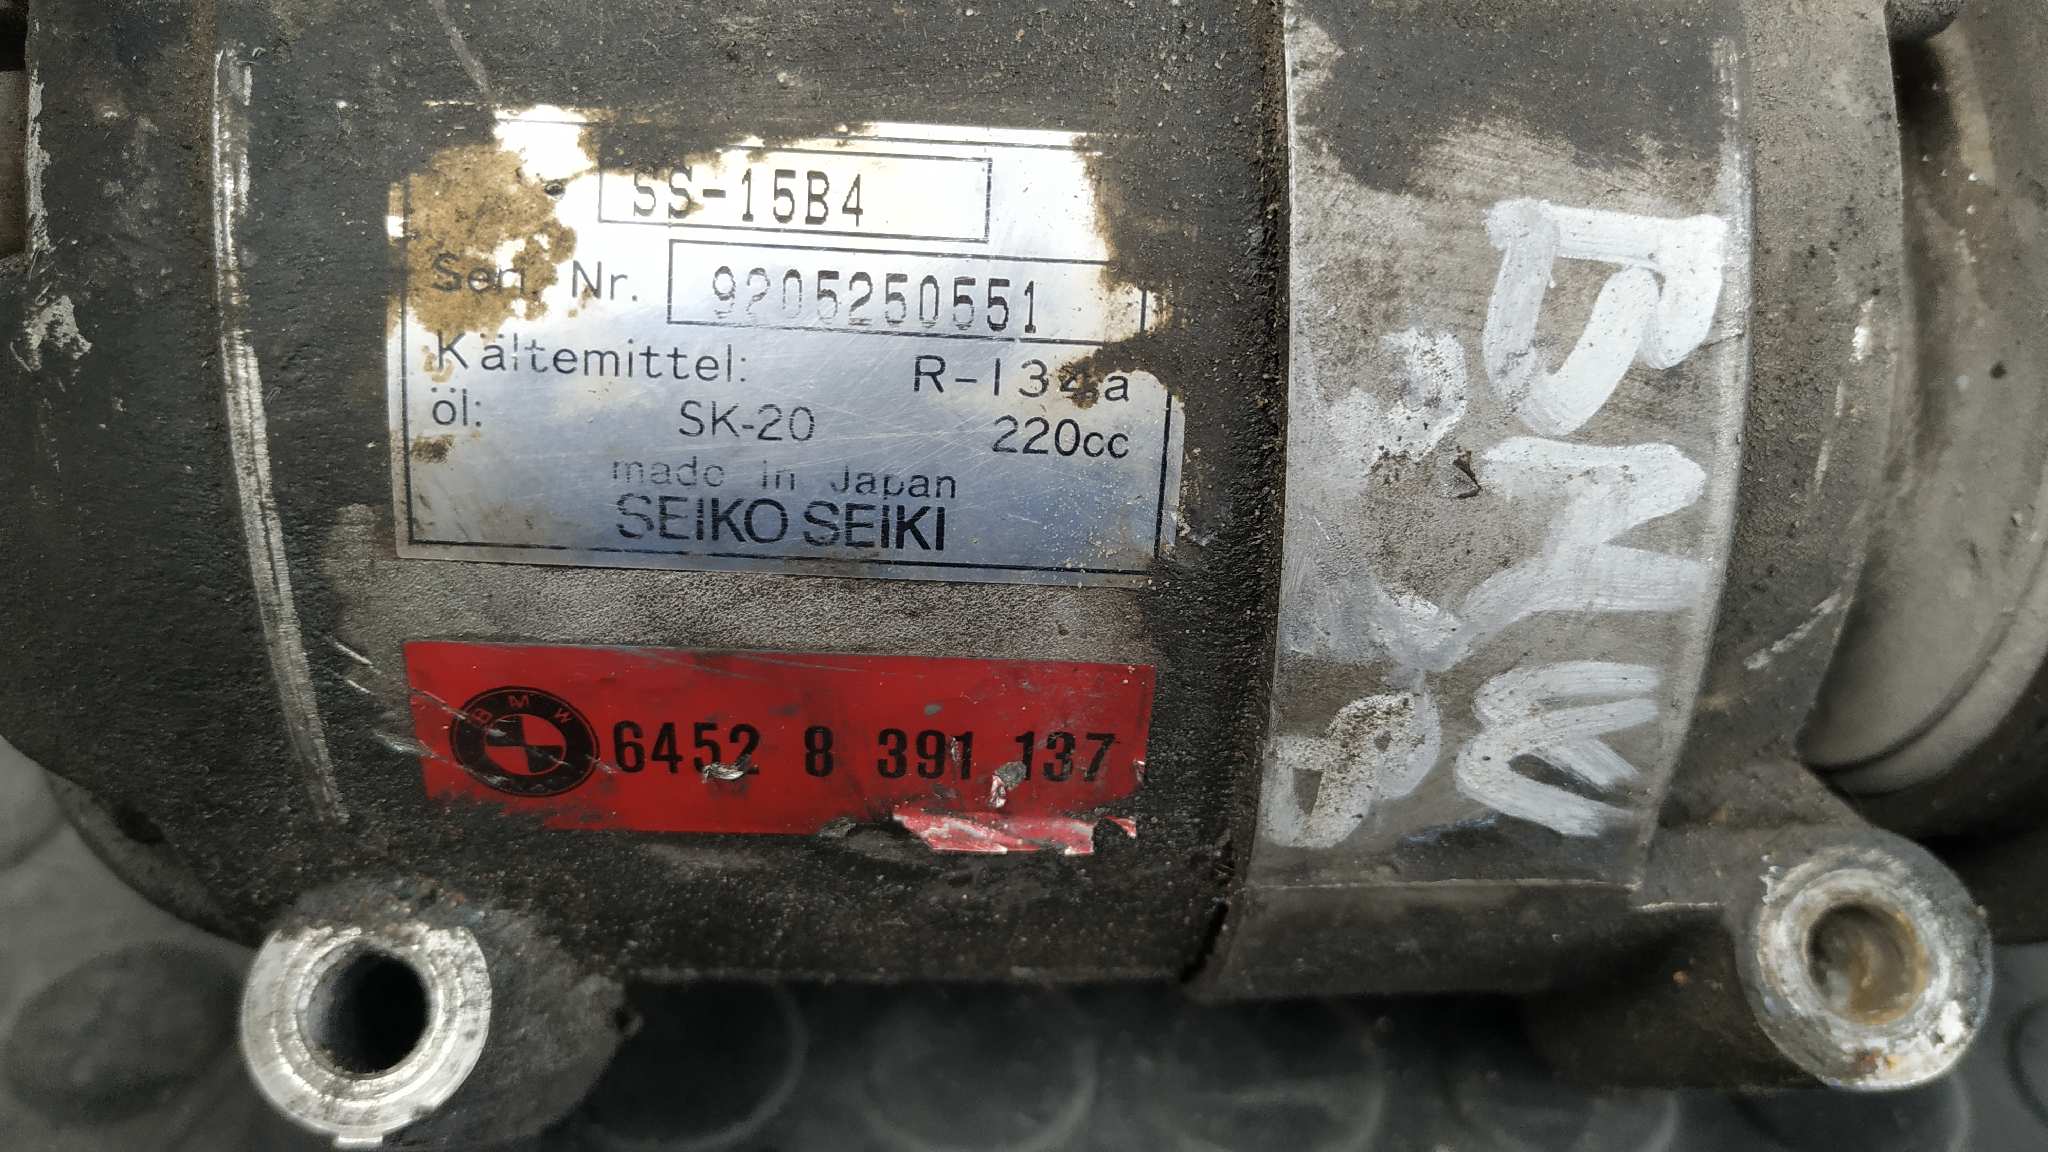 SS-15B4
Seri. Nr. 9205250551
Kältemittel: R-134a
öl: SK-20 220cc
made in Japan
SEIKO SEIKI
BMW 6452 8 391 137